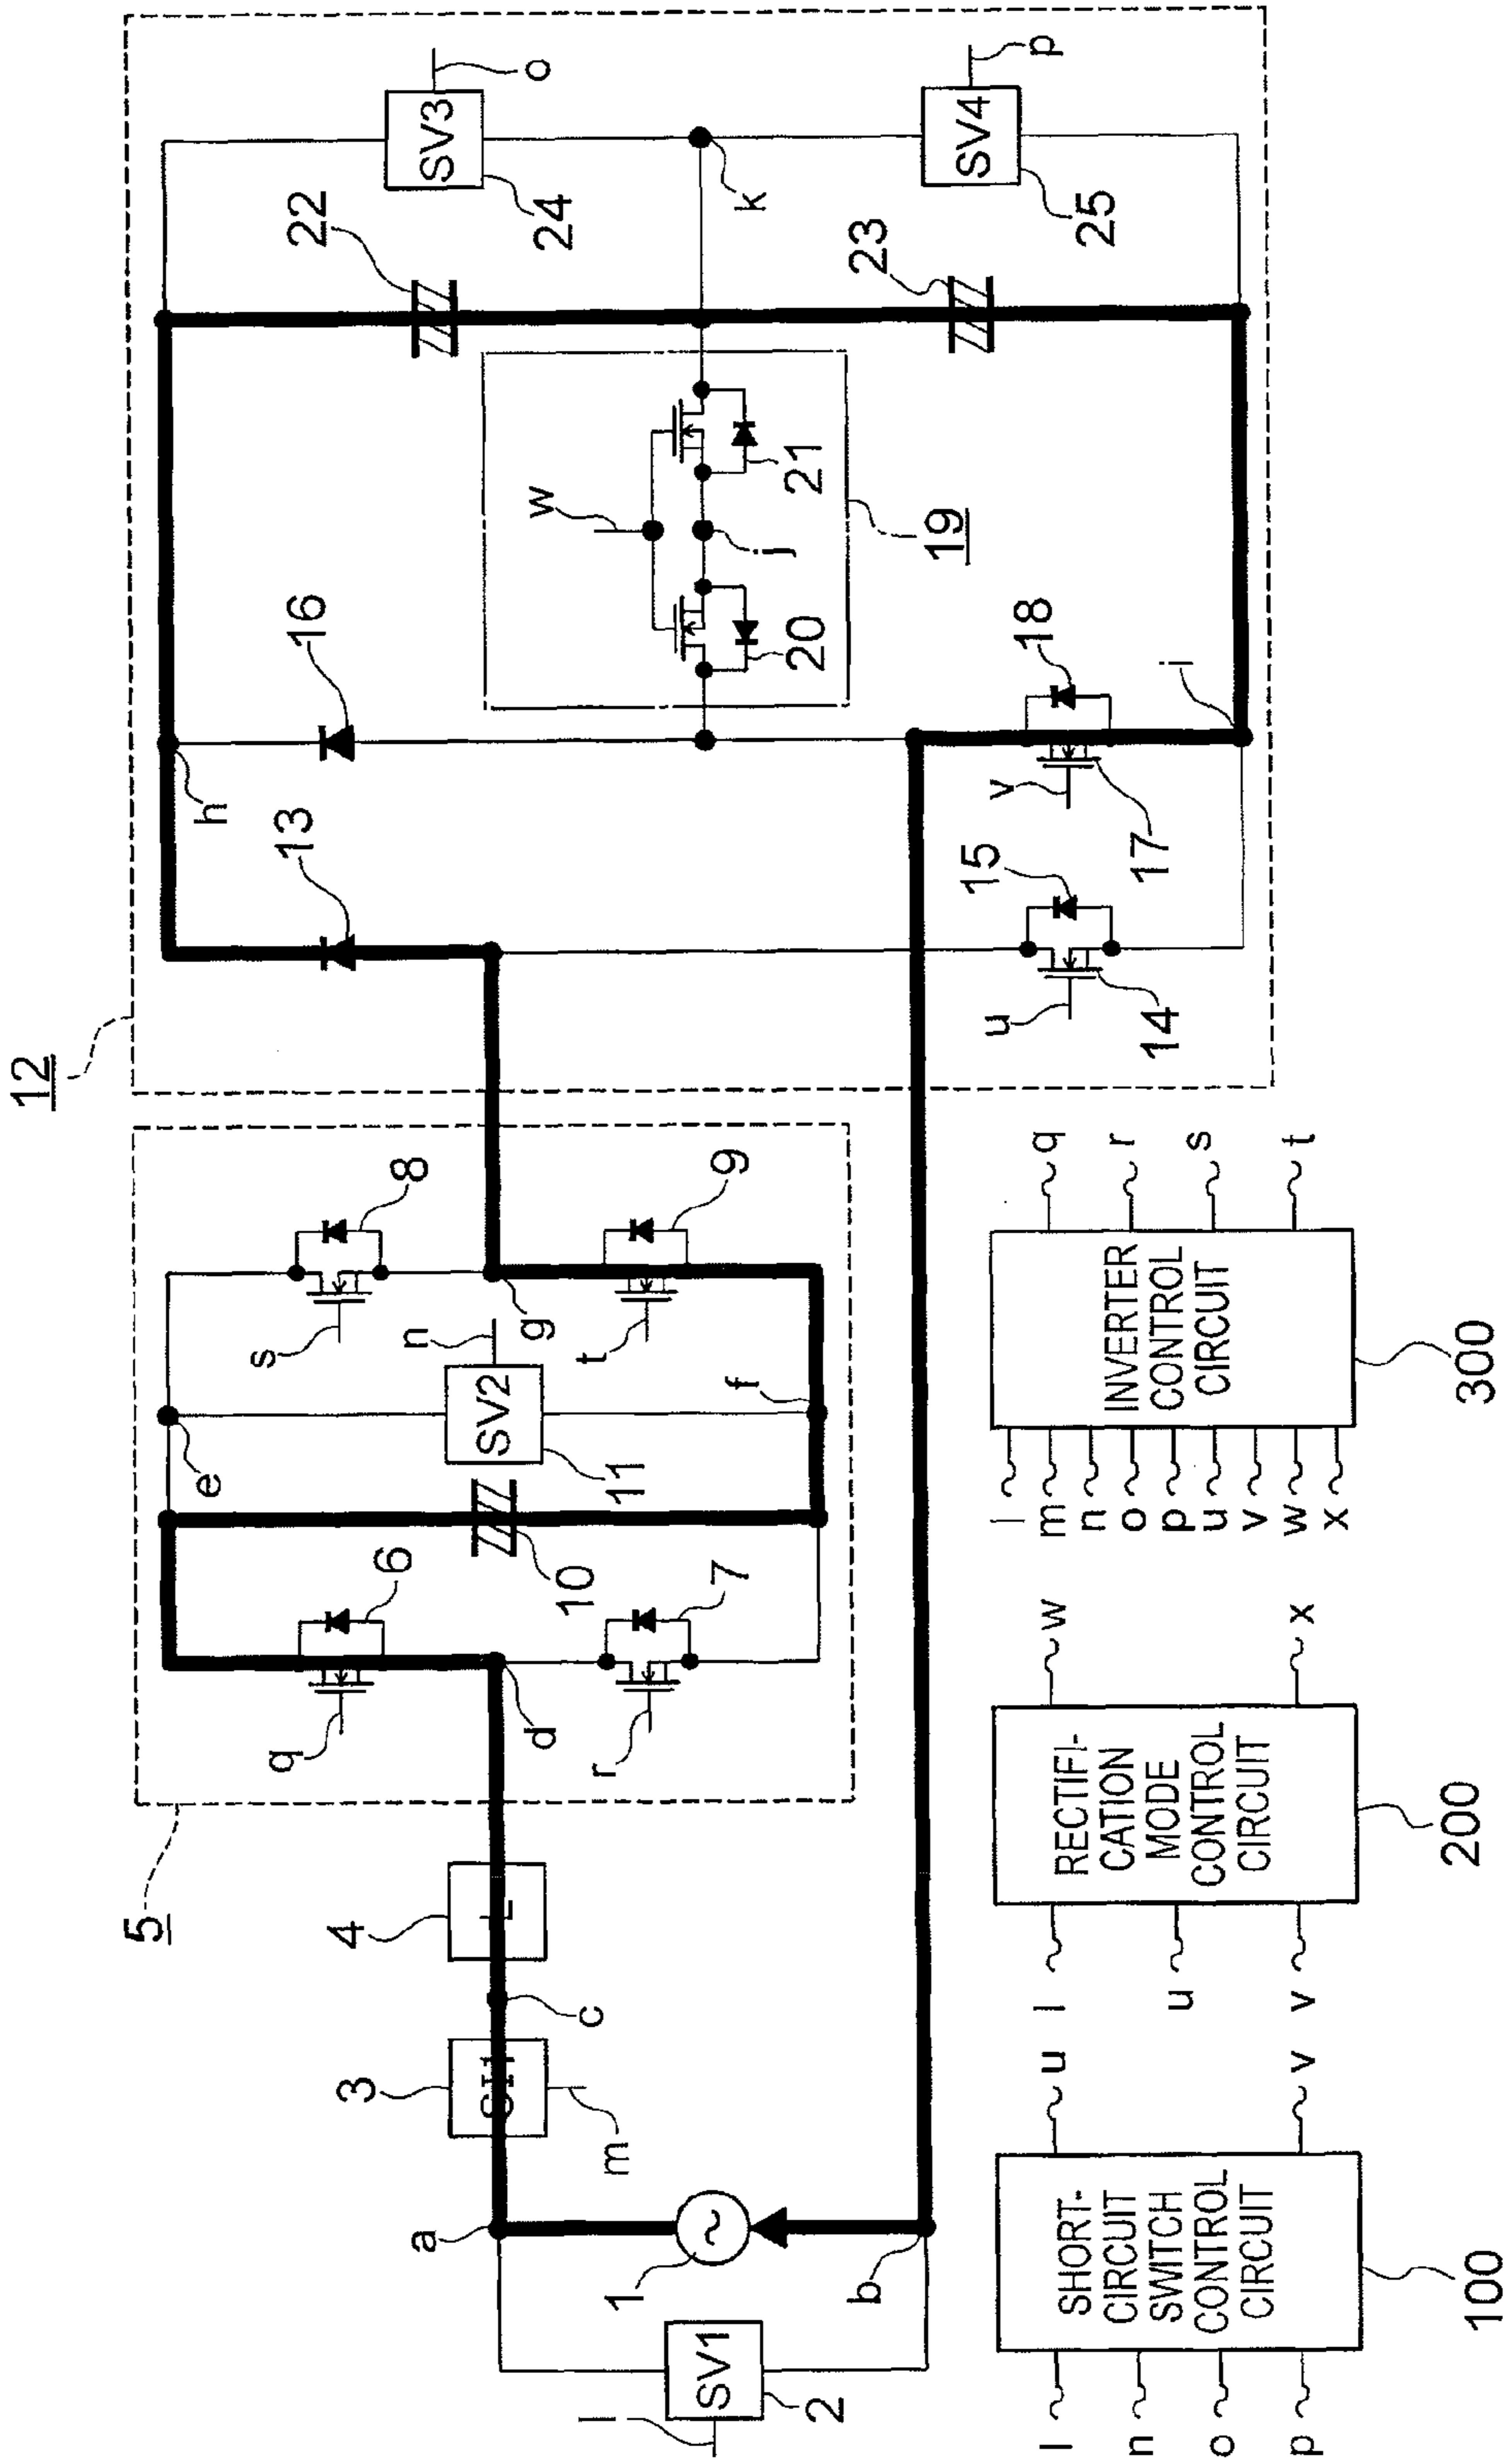 12
5
SV3
o
22
24
16
h
13
k
w
21
j
20
19
SV4
p
23
25
18
i
v
17
15
u
14
8
s
e
6
q
n
g
SV2
11
10
9
t
f
7
r
d
4
L
c
3
m
a
1
b
SV1
2
l
INVERTER
CONTROL
CIRCUIT
300
l
m
n
o
p
u
v
w
x
q
r
s
t
RECTIFI-
CATION
MODE
CONTROL
CIRCUIT
200
l
u
v
w
x
SHORT-
CIRCUIT
SWITCH
CONTROL
CIRCUIT
100
l
n
o
p
u
v